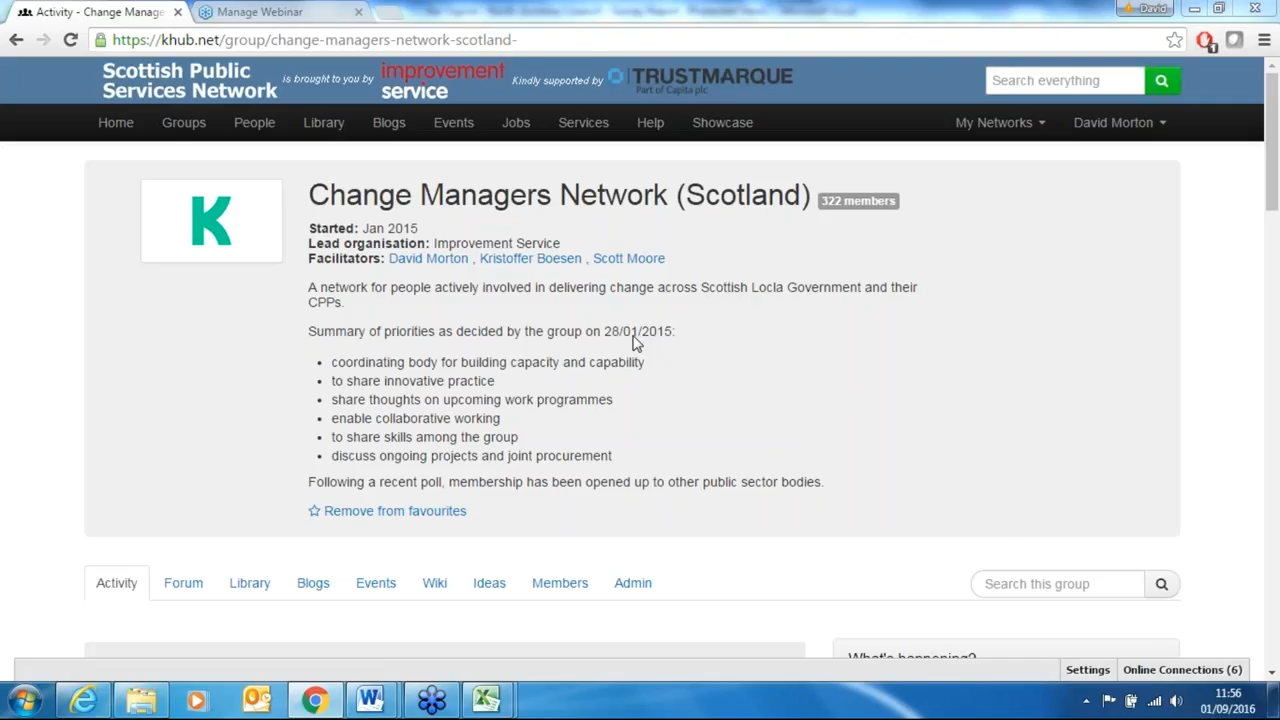 Activity - Change Manage
Manage Webinar
David
https://khub.net/group/change-managers-network-scotland-
1
Scottish Public
Services Network
is brought to you by
improvement
service
Kindly supported by
TRUSTMARQUE
Part of Capita plc
Search everything
Home
Groups
People
Library
Blogs
Events
Jobs
Services
Help
Showcase
My Networks
David Morton
K
Change Managers Network (Scotland)
322 members
Started: Jan 2015
Lead organisation: Improvement Service
Facilitators: David Morton , Kristoffer Boesen , Scott Moore
A network for people actively involved in delivering change across Scottish Locla Government and their
CPPs.
Summary of priorities as decided by the group on 28/01/2015:
• coordinating body for building capacity and capability
• to share innovative practice
• share thoughts on upcoming work programmes
• enable collaborative working
• to share skills among the group
• discuss ongoing projects and joint procurement
Following a recent poll, membership has been opened up to other public sector bodies.
Remove from favourites
Activity
Forum
Library
Blogs
Events
Wiki
Ideas
Members
Admin
Search this group
What's happening?
Settings
Online Connections (6)
11:56
01/09/2016